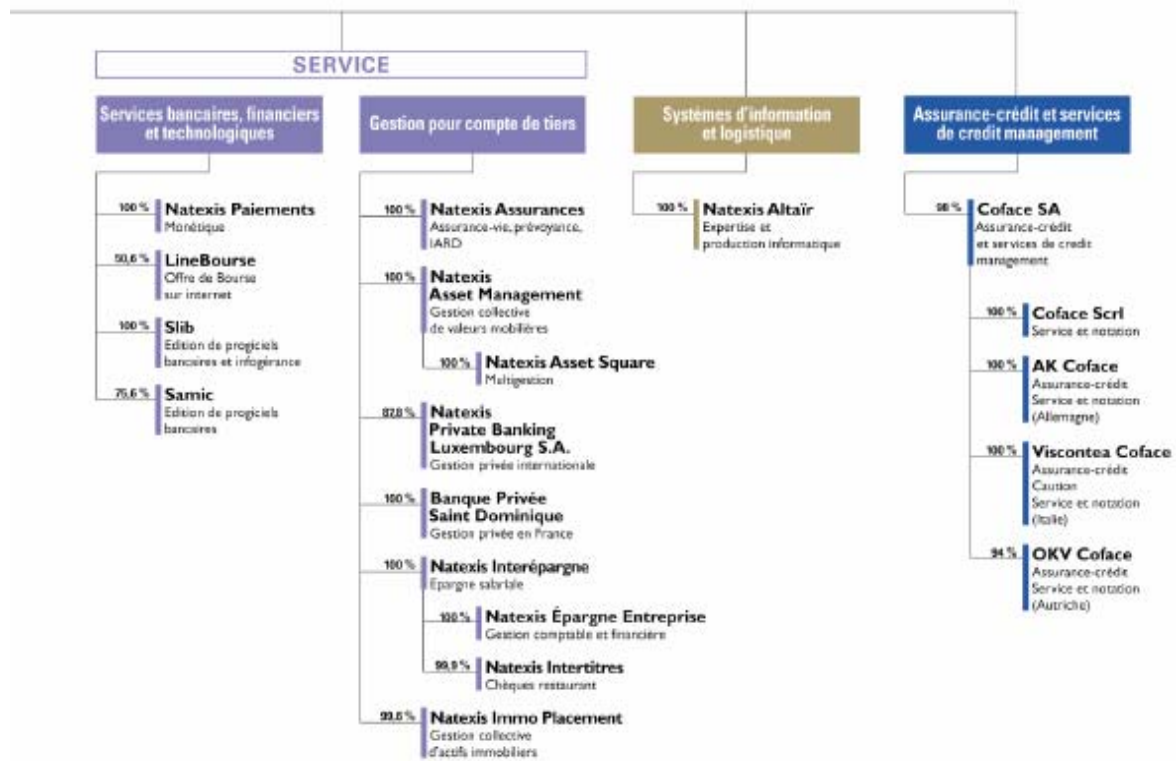 SERVICE
Services bancaires, financiers
et technologiques
100 % Natexis Paiements
Monétique
50,6 % LineBourse
Offre de Bourse
sur internet
100 % Slib
Edition de progiciels
bancaires et infogérance
75,6 % Samic
Edition de progiciels
bancaires
Gestion pour compte de tiers
100 % Natexis Assurances
Assurance-vie, prévoyance,
IARD
100 % Natexis
Asset Management
Gestion collective
de valeurs mobilières
100 % Natexis Asset Square
Multigestion
Natexis
Private Banking
Luxembourg S.A.
Gestion privée internationale
100 % Banque Privée
Saint Dominique
Gestion privée en France
100 % Natexis Interépargne
Epargne salariale
100 % Natexis Épargne Entreprise
Gestion comptable et financière
99,9 % Natexis Intertitres
Chèques restaurant
Natexis Immo Placement
Gestion collective
d'actifs immobiliers
Systèmes d'information
et logistique
100 % Natexis Altaïr
Expertise et
production informatique
Assurance-crédit et services
de credit management
98 % Coface SA
Assurance-crédit
et services de credit
management
100 % Coface Scrl
Service et notation
100 % AK Coface
Assurance-crédit
Service et notation
(Allemagne)
100 % Viscontea Coface
Assurance-crédit
Caution
Service et notation
(Italie)
94 % OKV Coface
Assurance-crédit
Service et notation
(Autriche)